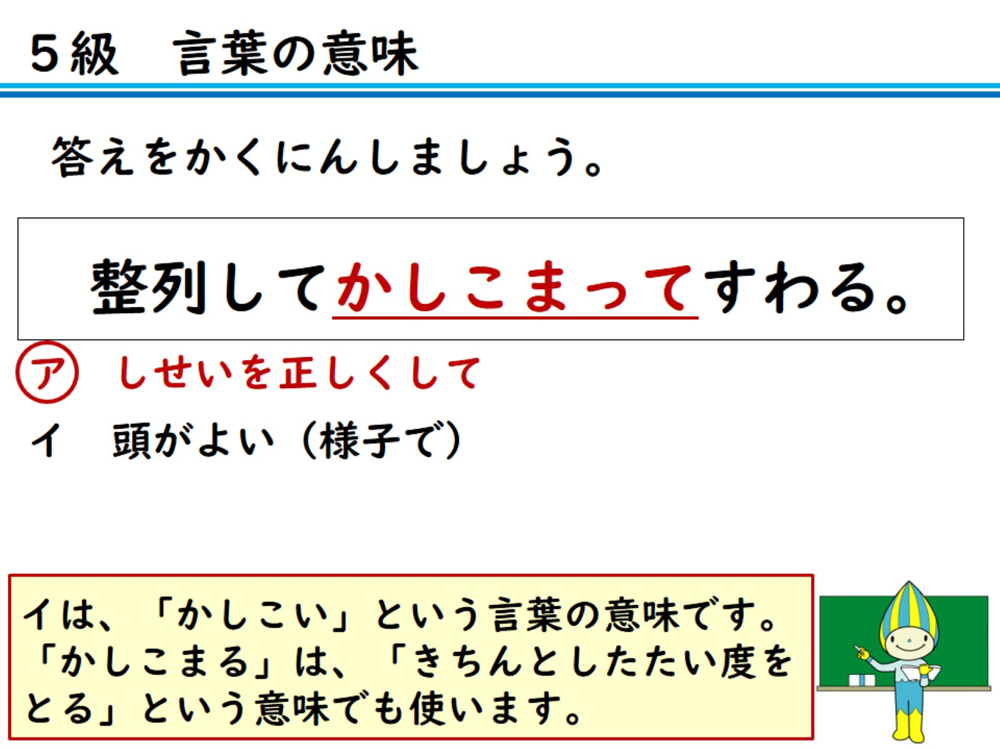 ５級　言葉の意味
答えをかくにんしましょう。
整列してかしこまってすわる。
ア　しせいを正しくして
イ　頭がよい（様子で）
イは、「かしこい」という言葉の意味です。
「かしこまる」は、「きちんとしたたい度を
とる」という意味でも使います。